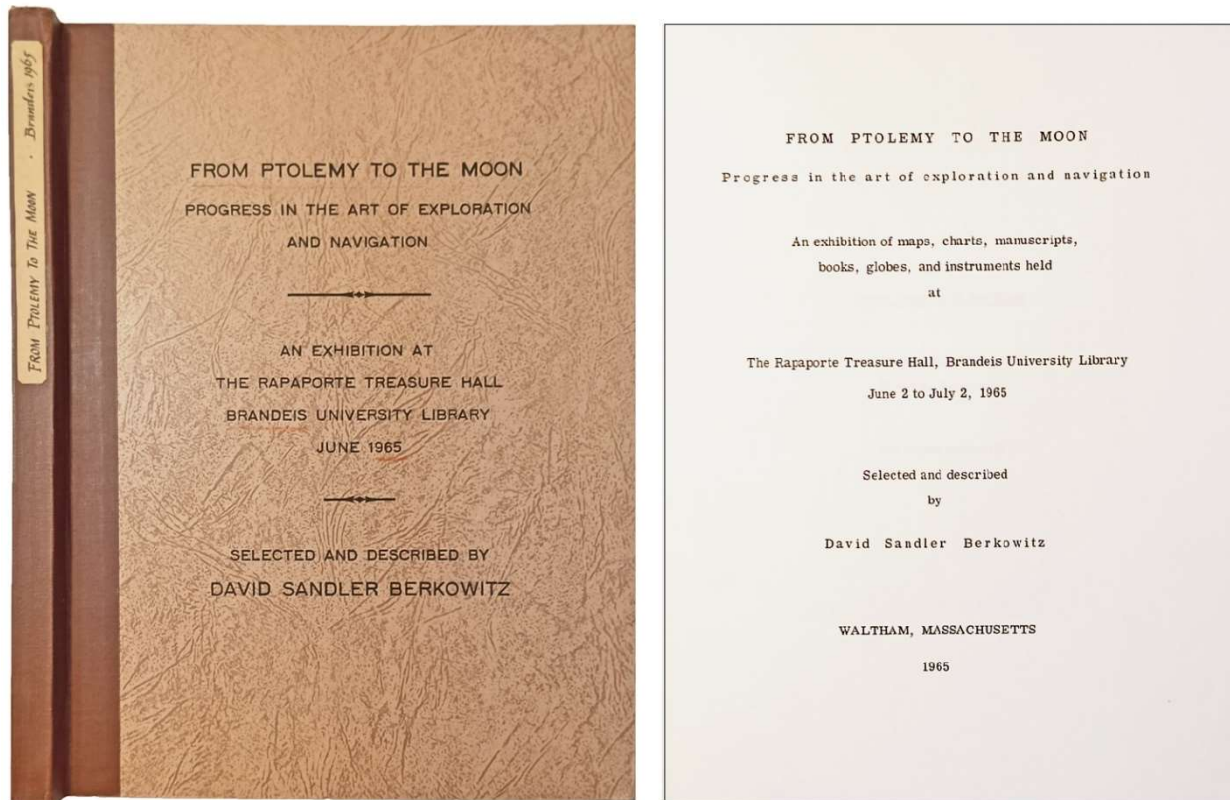 FROM PTOLEMY TO THE MOON · Brandeis 1965
FROM PTOLEMY TO THE MOON
PROGRESS IN THE ART OF EXPLORATION
AND NAVIGATION
AN EXHIBITION AT
THE RAPAPORTE TREASURE HALL
BRANDEIS UNIVERSITY LIBRARY
JUNE 1965
SELECTED AND DESCRIBED BY
DAVID SANDLER BERKOWITZ
FROM PTOLEMY TO THE MOON
Progress in the art of exploration and navigation
An exhibition of maps, charts, manuscripts,
books, globes, and instruments held
at
The Rapaporte Treasure Hall, Brandeis University Library
June 2 to July 2, 1965
Selected and described
by
David Sandler Berkowitz
WALTHAM, MASSACHUSETTS
1965